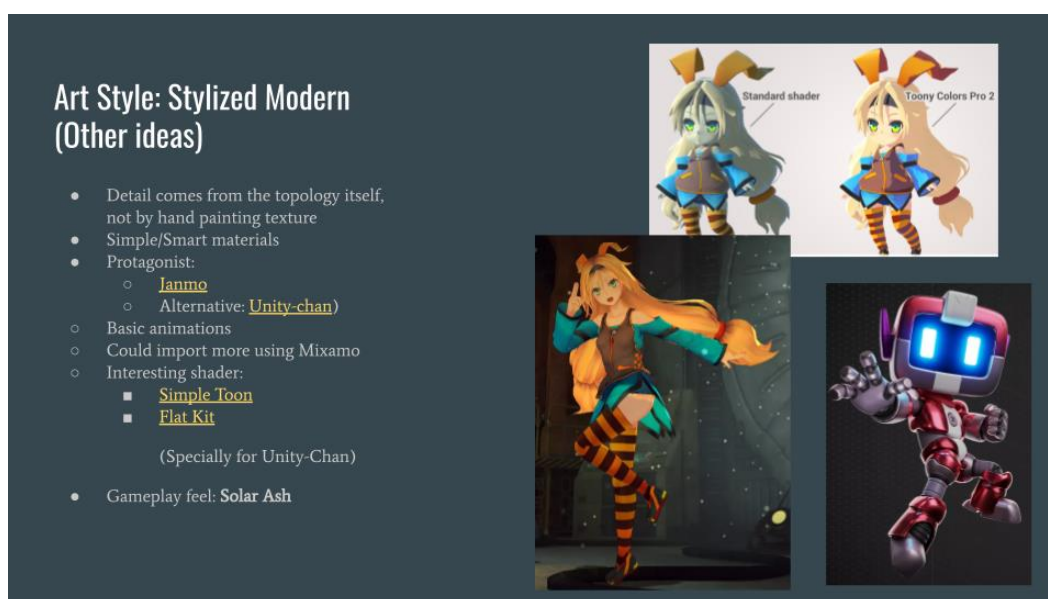 Art Style: Stylized Modern
(Other ideas)
● Detail comes from the topology itself,
not by hand painting texture
● Simple/Smart materials
● Protagonist:
○ Janmo
○ Alternative: Unity-chan)
○ Basic animations
○ Could import more using Mixamo
○ Interesting shader:
■ Simple Toon
■ Flat Kit
(Specially for Unity-Chan)
● Gameplay feel: Solar Ash
Standard shader
Toony Colors Pro 2